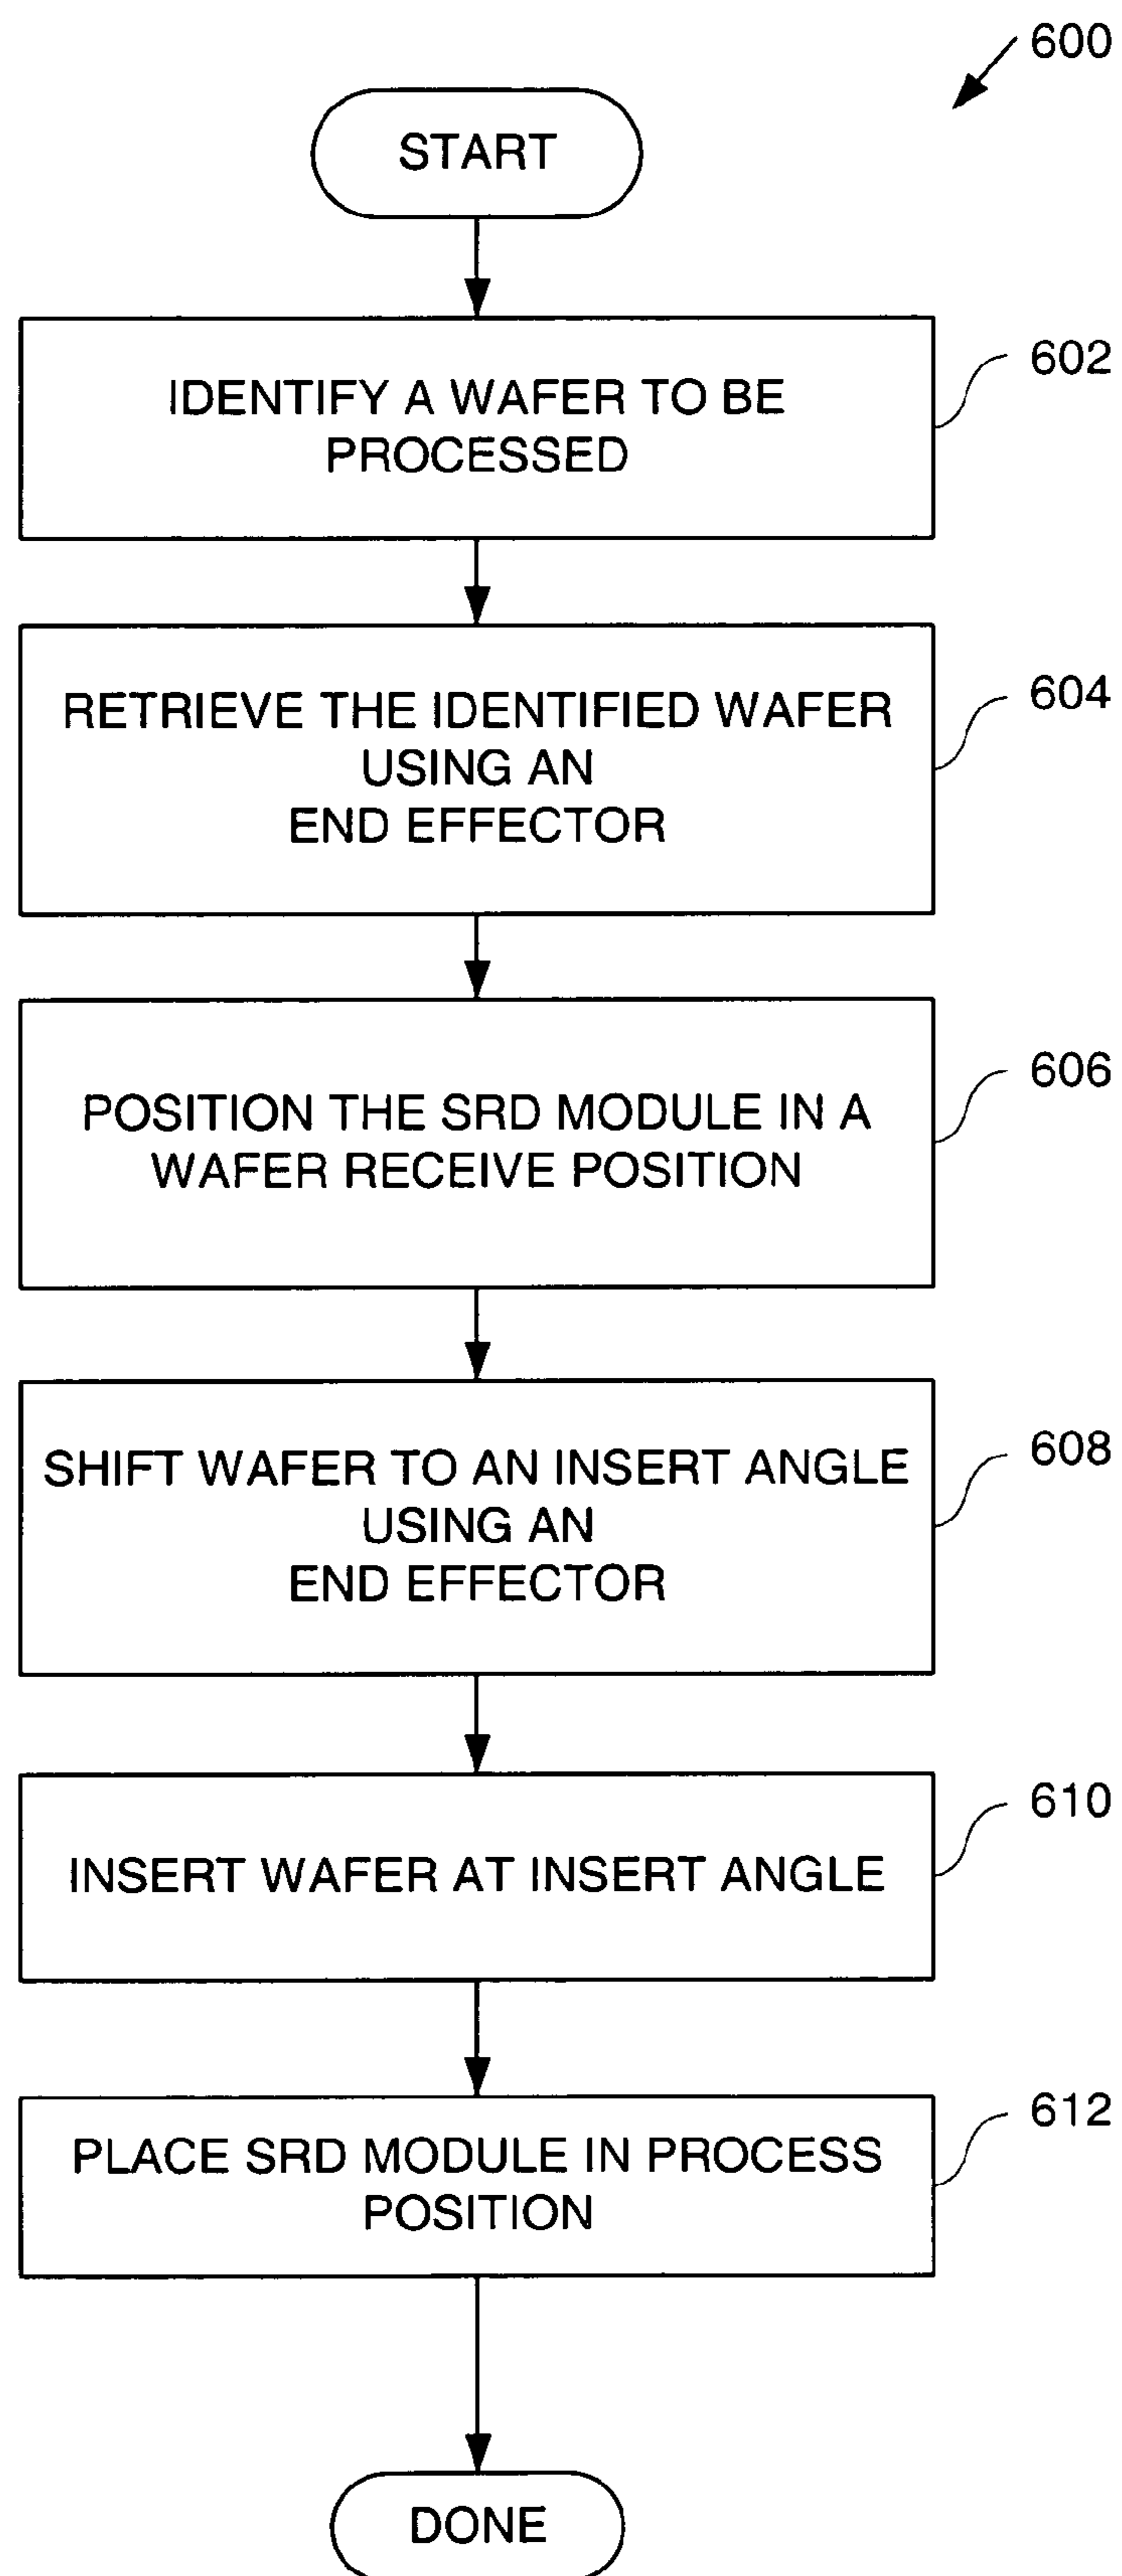 600
START
IDENTIFY A WAFER TO BE
PROCESSED
602
RETRIEVE THE IDENTIFIED WAFER
USING AN
END EFFECTOR
604
POSITION THE SRD MODULE IN A
WAFER RECEIVE POSITION
606
SHIFT WAFER TO AN INSERT ANGLE
USING AN
END EFFECTOR
608
INSERT WAFER AT INSERT ANGLE
610
PLACE SRD MODULE IN PROCESS
POSITION
612
DONE